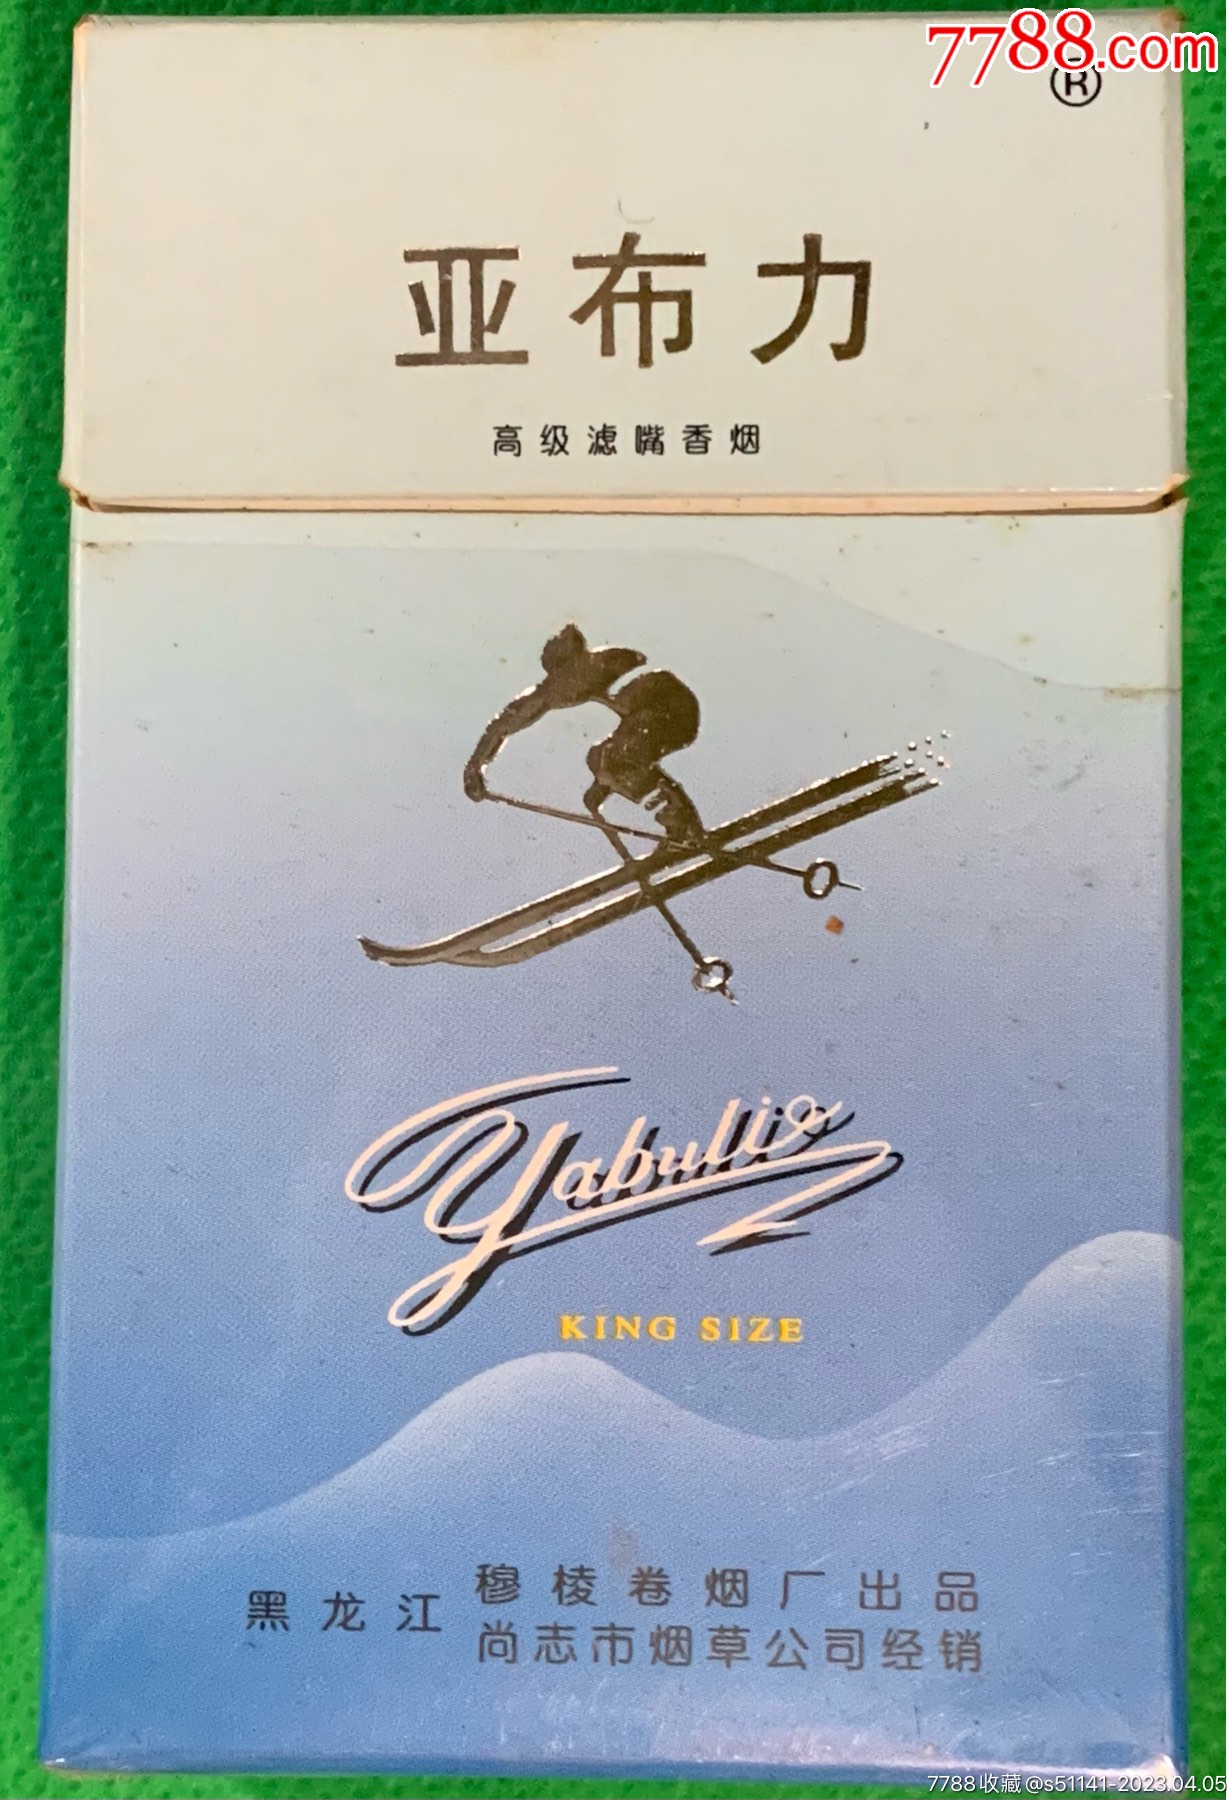 7788.com
®
亚布力
高级滤嘴香烟
yabulli
KING SIZE
黑龙江
穆棱卷烟厂出品
尚志市烟草公司经销
7788收藏@s51141-2023.04.05